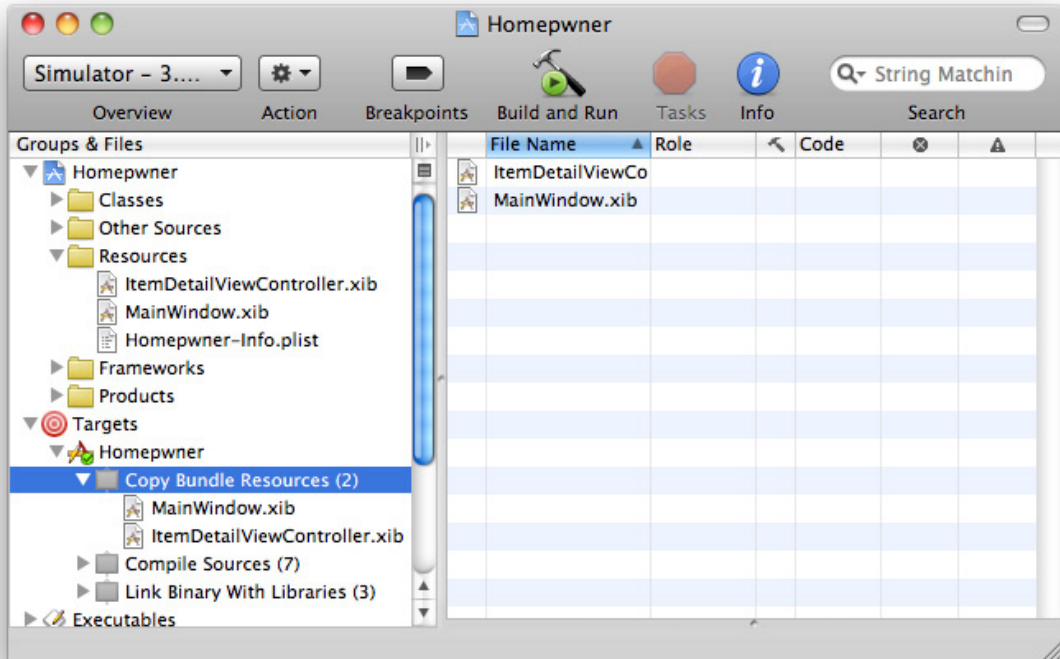 Homepwner
Simulator - 3....
String Matchin
Overview Action Breakpoints Build and Run Tasks Info Search
Groups & Files
File Name Role Code
Homepwner
Classes
Other Sources
Resources
ItemDetailViewController.xib
MainWindow.xib
Homepwner-Info.plist
Frameworks
Products
Targets
Homepwner
Copy Bundle Resources (2)
MainWindow.xib
ItemDetailViewController.xib
Compile Sources (7)
Link Binary With Libraries (3)
Executables
ItemDetailViewCo
MainWindow.xib